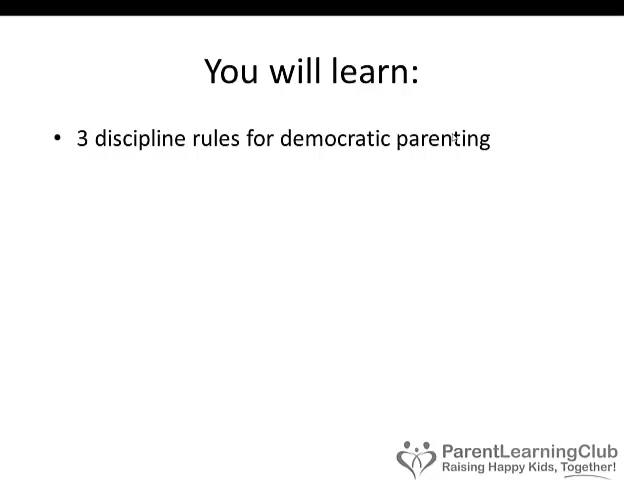 You will learn:
• 3 discipline rules for democratic parenting
ParentLearningClub
Raising Happy Kids, Together!